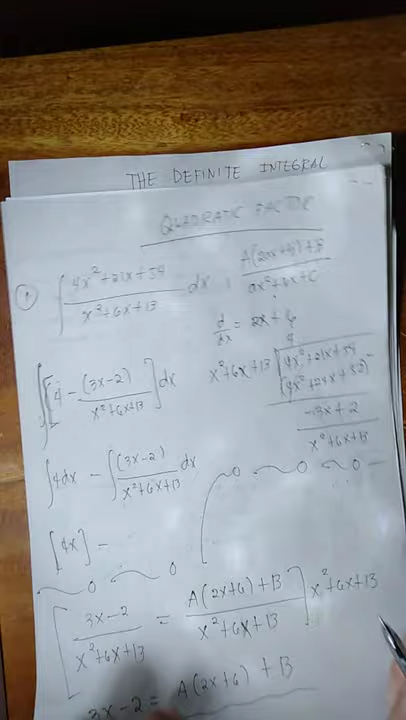 THE DEFINITE INTEGRAL
QUADRATIC FACTOR
① ∫ (4x²+21x+54)/(x²+6x+13) dx ; (A(2ax+b)+B)/(ax²+bx+c)
d/dx = 2x+6
4
∫[4 - (3x-2)/(x²+6x+13)]dx
x²+6x+13 4x²+21x+54
(4x²+24x+52)-
-3x+2
x²+6x+13
∫4dx - ∫(3x-2)/(x²+6x+13) dx
[4x] -
[(3x-2)/(x²+6x+13) = (A(2x+6)+B)/(x²+6x+13)] x²+6x+13
3x-2 = A(2x+6) + B